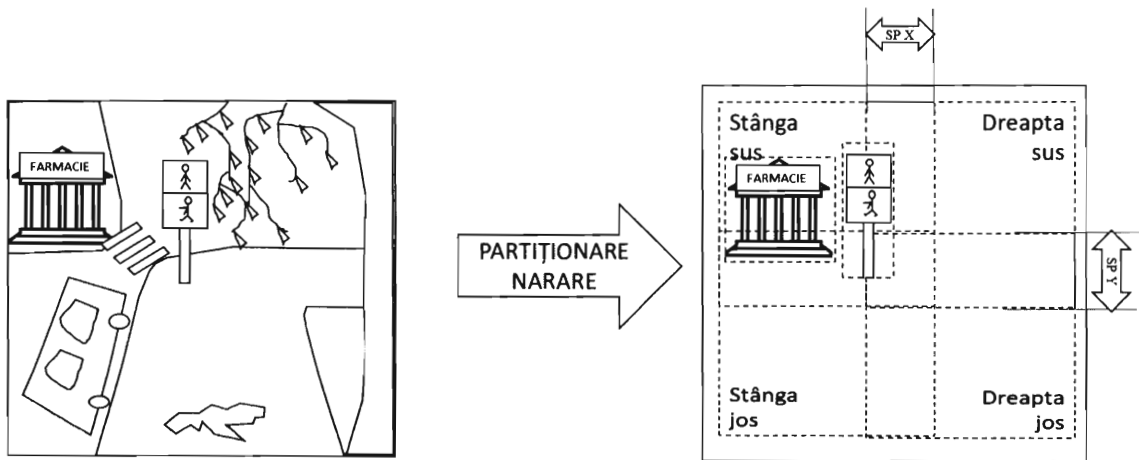 SP X
Stânga
sus
Dreapta
sus
FARMACIE
FARMACIE
PARTIȚIONARE
NARARE
SP Y
Stânga
jos
Dreapta
jos